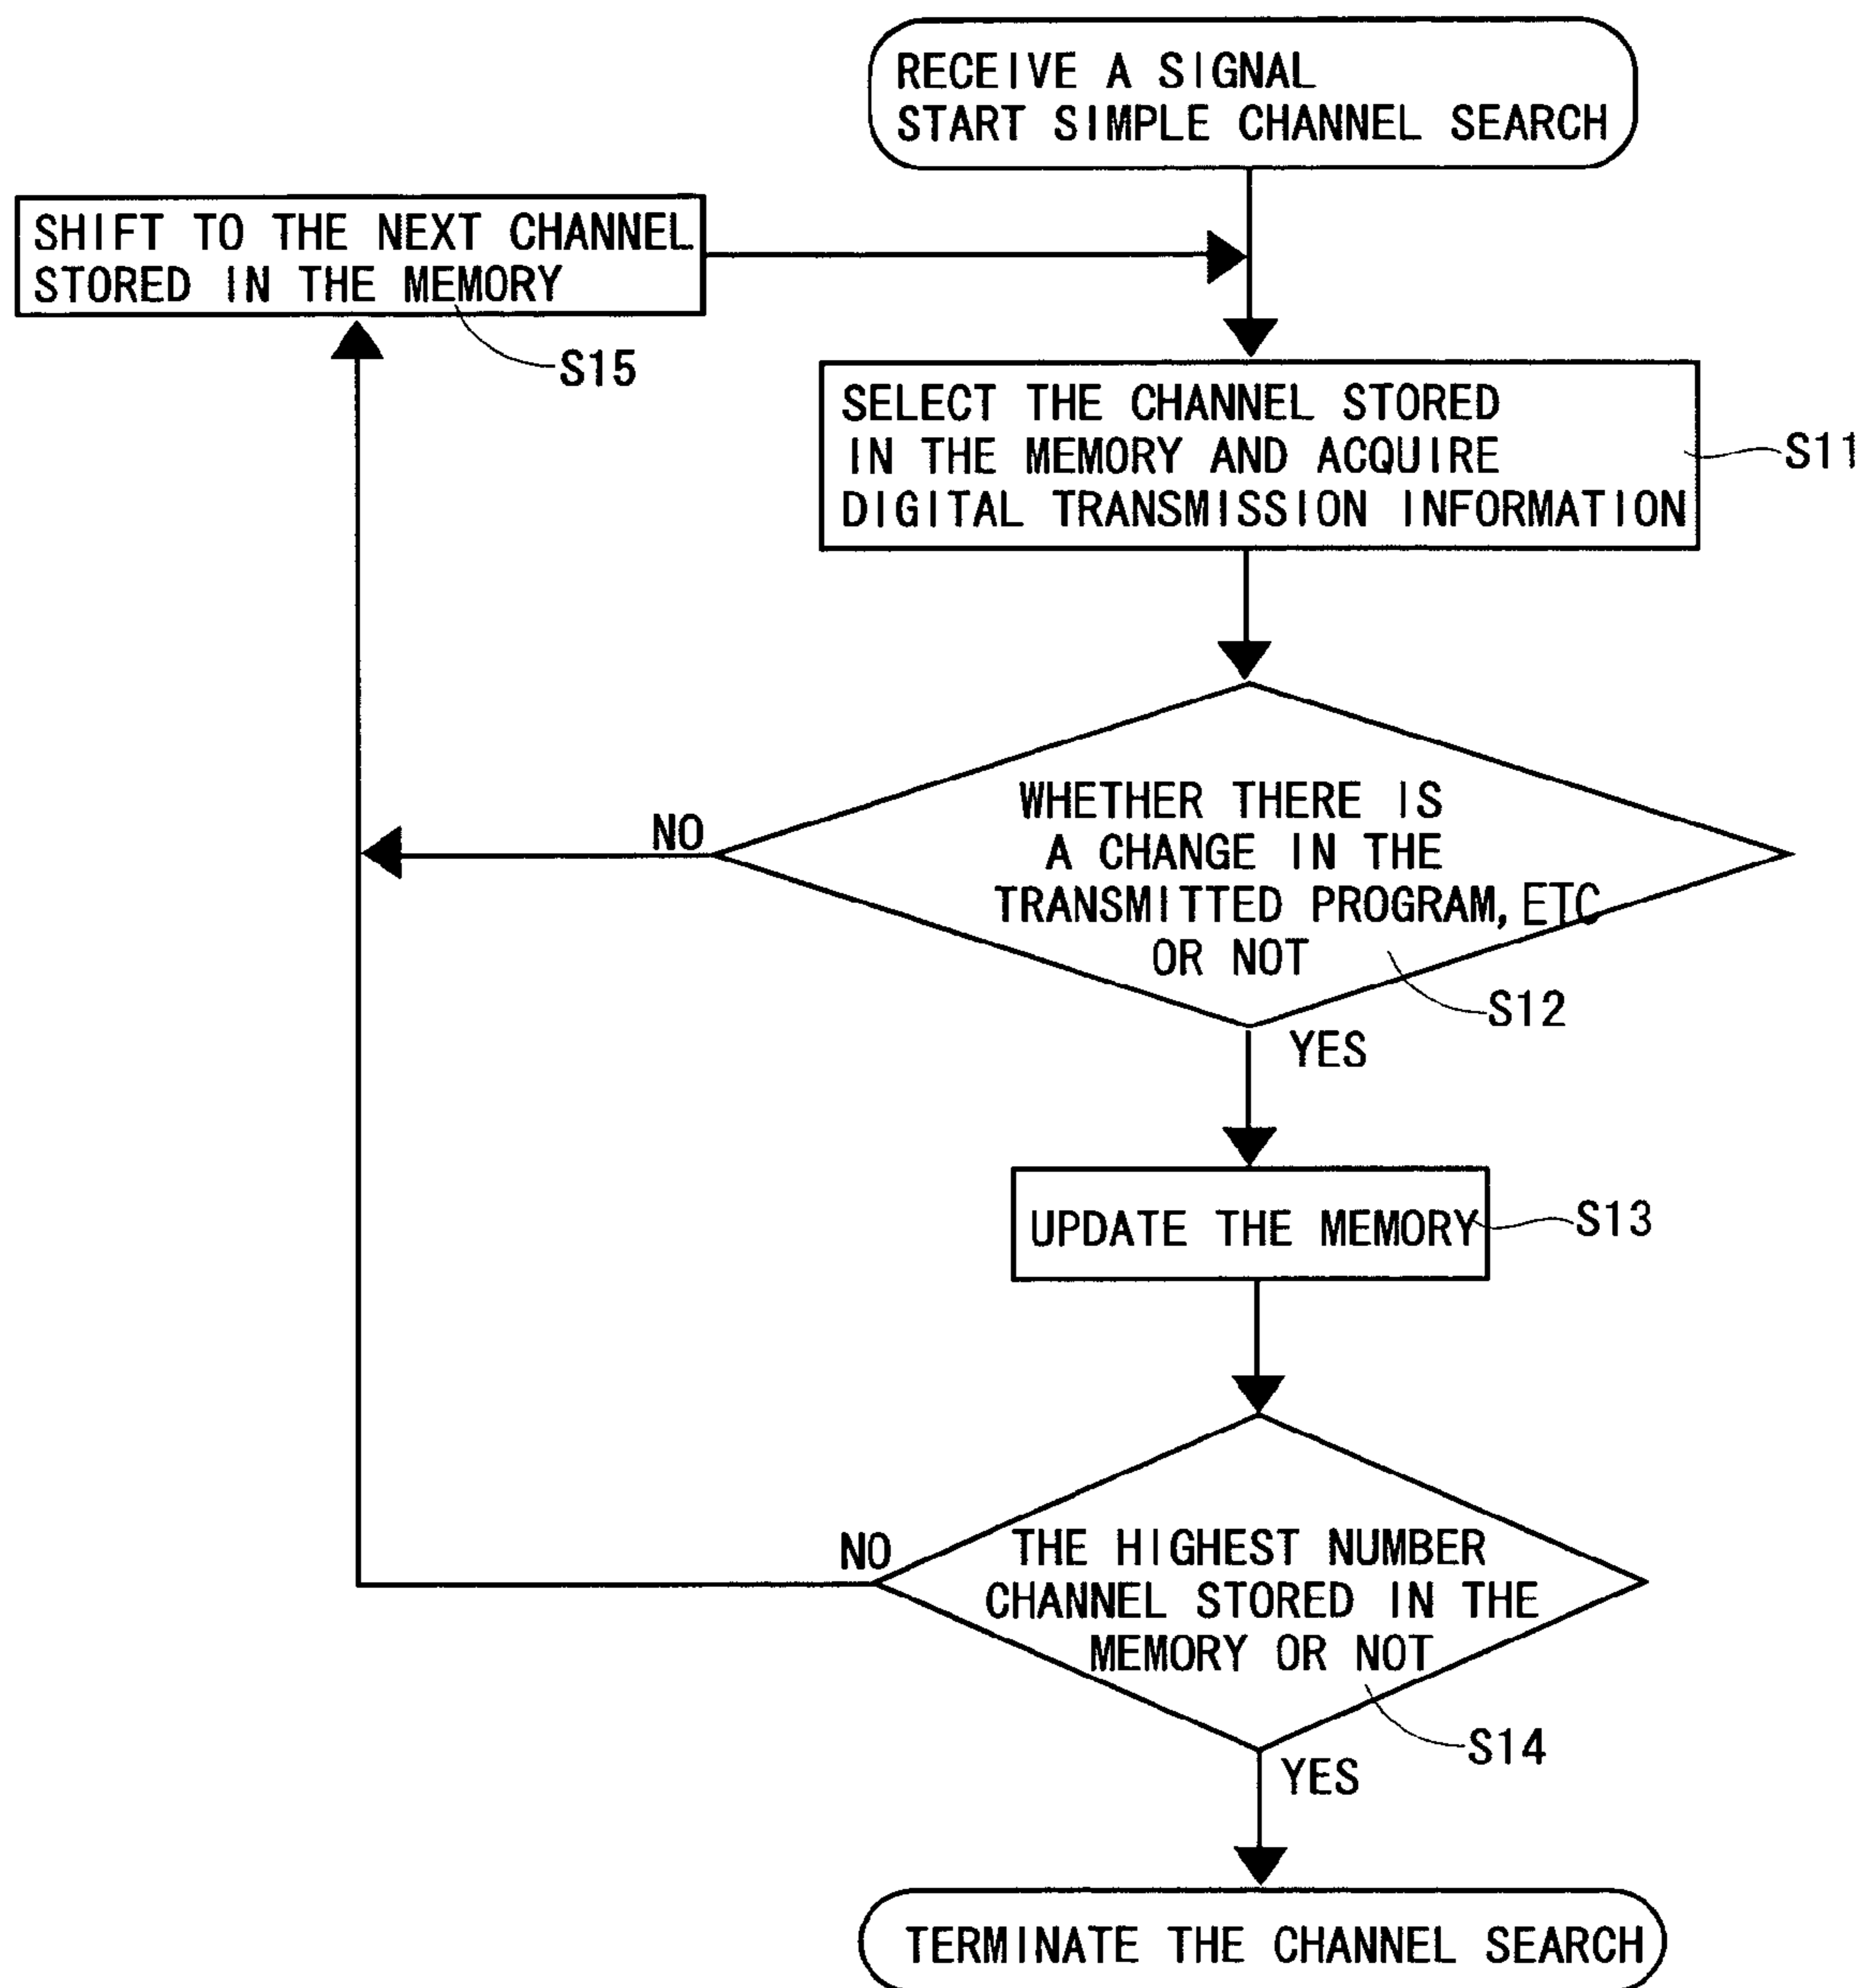 RECEIVE A SIGNAL
START SIMPLE CHANNEL SEARCH
SHIFT TO THE NEXT CHANNEL
STORED IN THE MEMORY
S15
SELECT THE CHANNEL STORED
IN THE MEMORY AND ACQUIRE
DIGITAL TRANSMISSION INFORMATION
S11
WHETHER THERE IS
A CHANGE IN THE
TRANSMITTED PROGRAM, ETC
OR NOT
NO
S12
YES
UPDATE THE MEMORY
S13
THE HIGHEST NUMBER
CHANNEL STORED IN THE
MEMORY OR NOT
NO
S14
YES
TERMINATE THE CHANNEL SEARCH